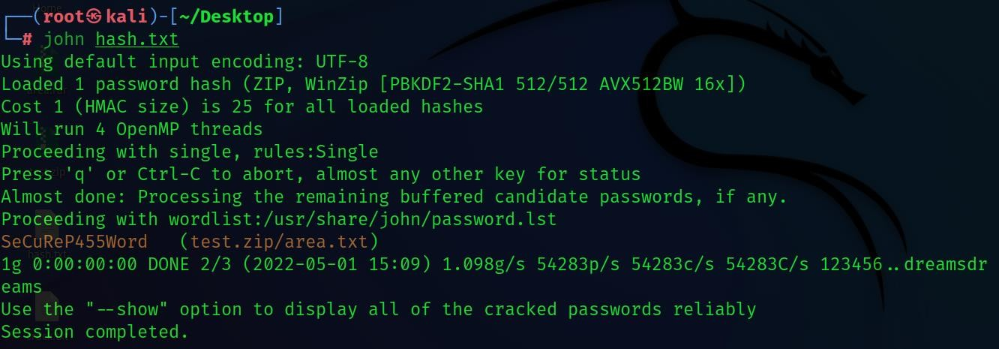 ┌──(root㉿kali)-[~/Desktop]
└─# john hash.txt
Using default input encoding: UTF-8
Loaded 1 password hash (ZIP, WinZip [PBKDF2-SHA1 512/512 AVX512BW 16x])
Cost 1 (HMAC size) is 25 for all loaded hashes
Will run 4 OpenMP threads
Proceeding with single, rules:Single
Press 'q' or Ctrl-C to abort, almost any other key for status
Almost done: Processing the remaining buffered candidate passwords, if any.
Proceeding with wordlist:/usr/share/john/password.lst
SeCuReP455Word   (test.zip/area.txt)
1g 0:00:00:00 DONE 2/3 (2022-05-01 15:09) 1.098g/s 54283p/s 54283c/s 54283C/s 123456..dreamsdr
eams
Use the "--show" option to display all of the cracked passwords reliably
Session completed.